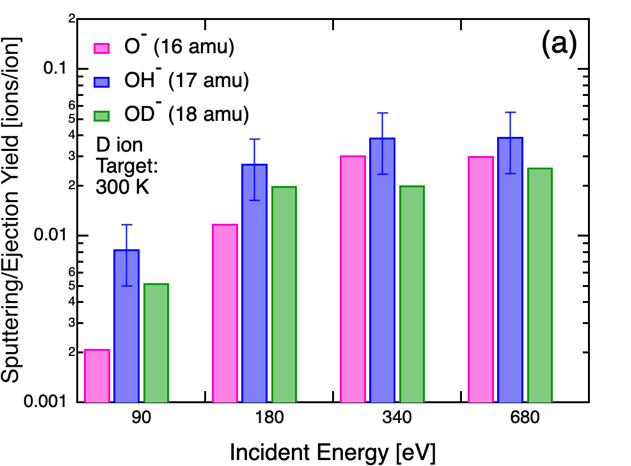 (a)
O- (16 amu)
OH- (17 amu)
OD- (18 amu)
D ion
Target:
300 K
Sputtering/Ejection Yield [ions/ion]
2
0.1
6
4
3
2
0.01
6
4
3
2
0.001
90 180 340 680
Incident Energy [eV]